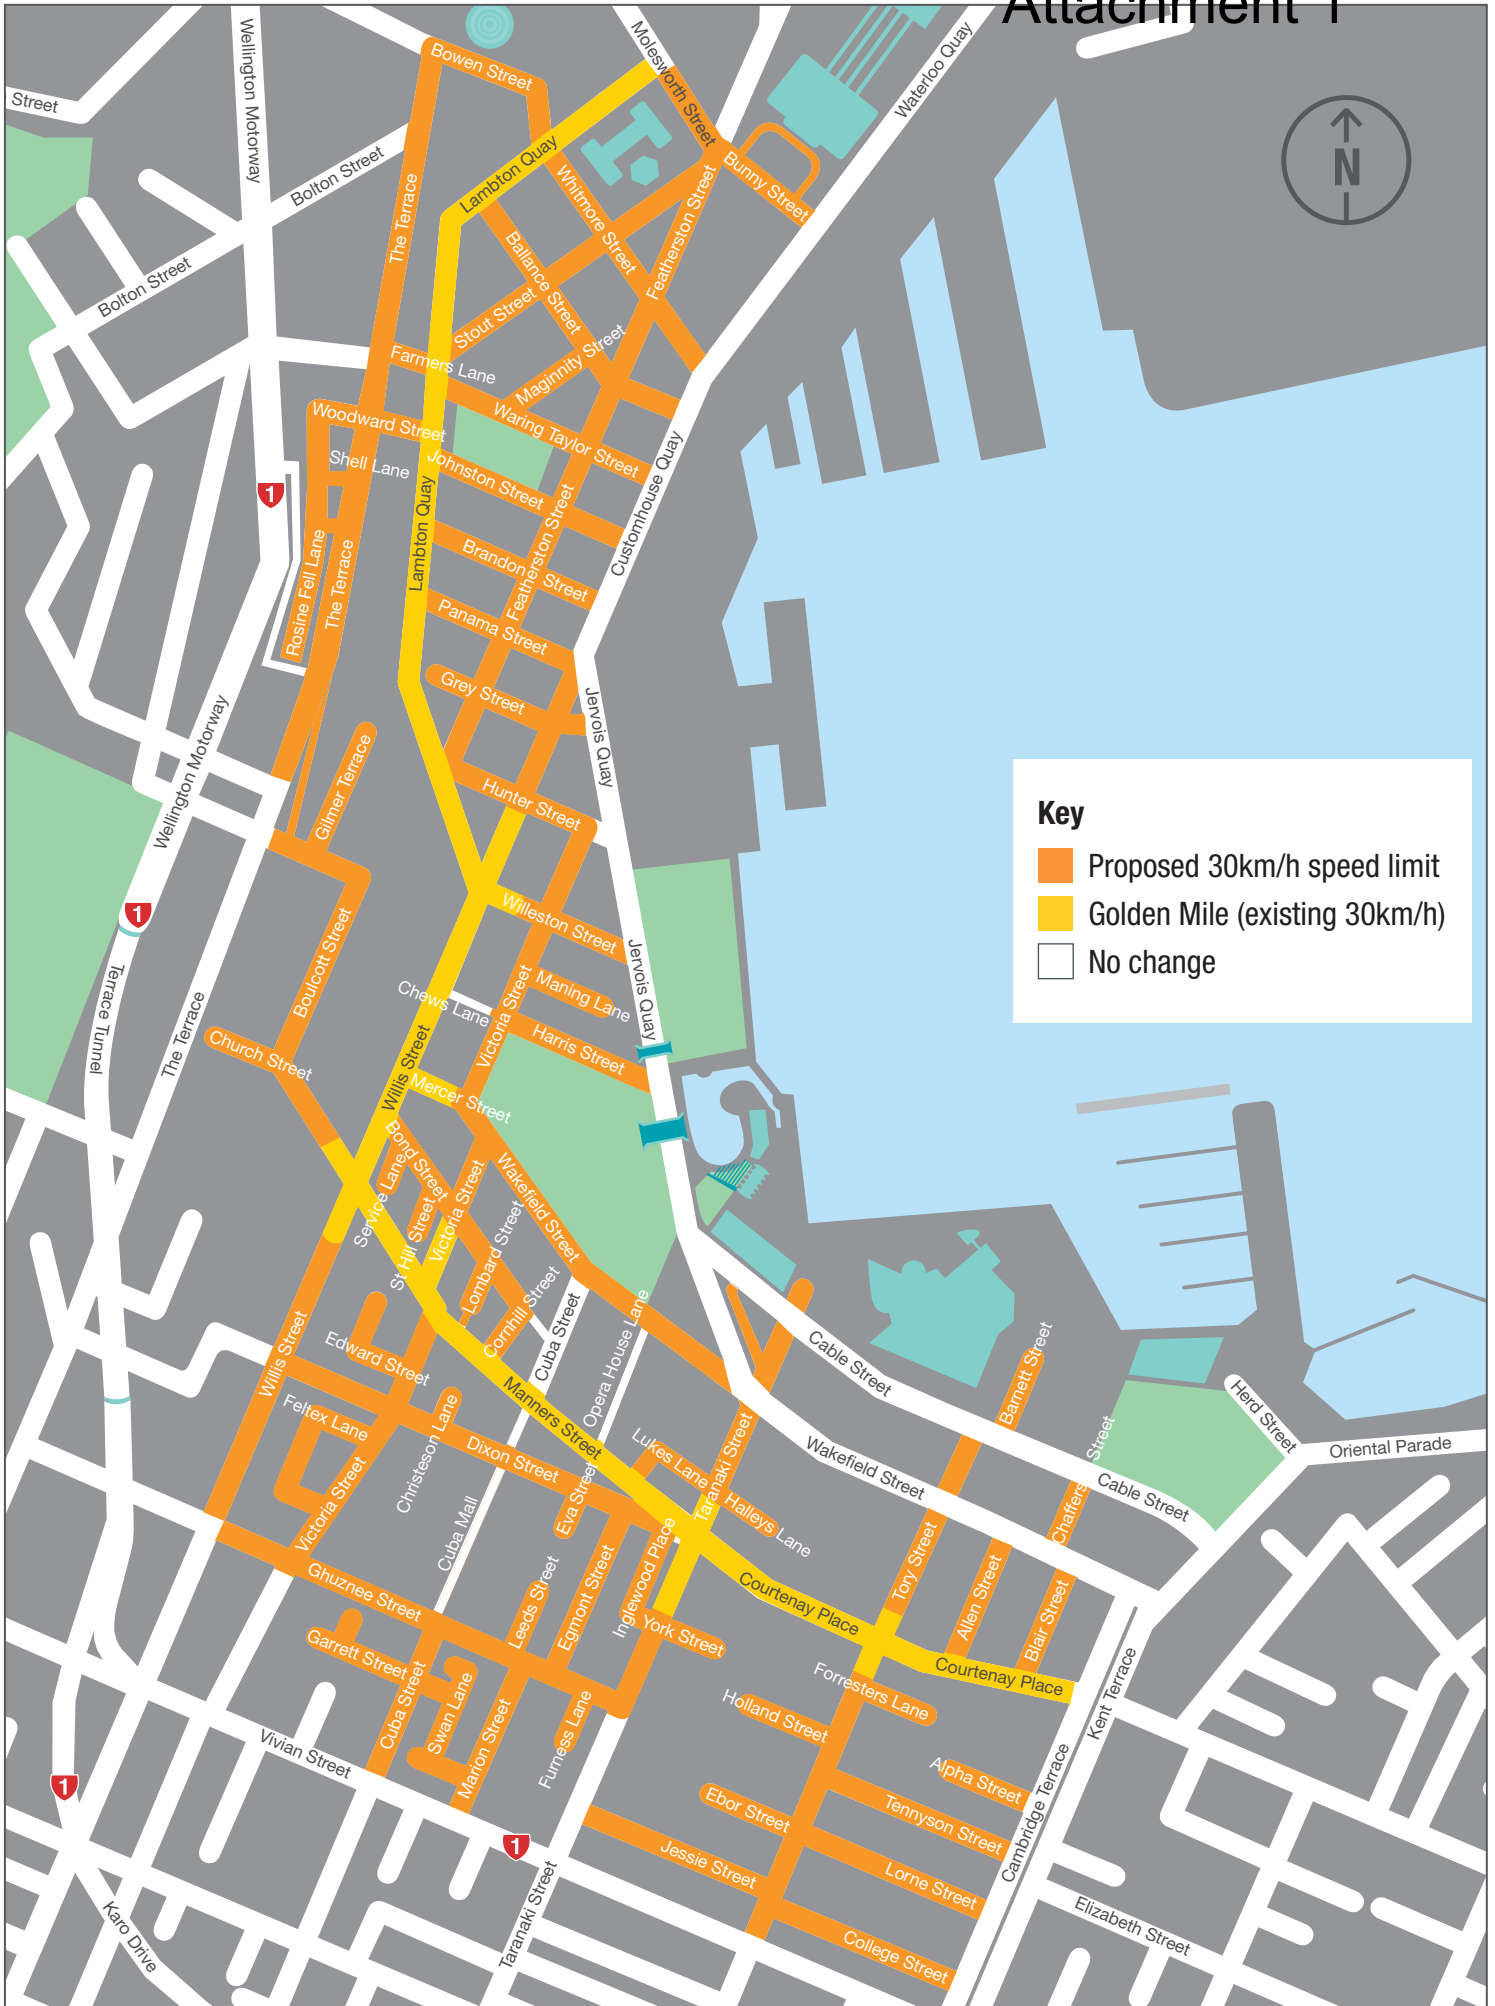 Attachment 1
Wellington Motorway
Molesworth Street
Waterloo Quay
Bowen Street
Street
Bolton Street
Lambton Quay
Bunny Street
N
The Terrace
Whitmore Street
Featherston Street
Ballance Street
Bolton Street
Stout Street
Maginnity Street
Farmers Lane
Woodward Street
Waring Taylor Street
Shell Lane
Johnston Street
Customhouse Quay
1
Lambton Quay
Featherston Street
Brandon Street
Rosine Fell Lane
The Terrace
Panama Street
Grey Street
Jervois Quay
Wellington Motorway
Gilmer Terrace
Hunter Street
Key
Proposed 30km/h speed limit
Golden Mile (existing 30km/h)
No change
1
Willeston Street
Boulcott Street
Jervois Quay
Terrace Tunnel
The Terrace
Chews Lane
Victoria Street
Maning Lane
Church Street
Willis Street
Harris Street
Mercer Street
Bond Street
Service Lane
St Hill Street
Victoria Street
Wakefield Street
Lombard Street
Cornhill Street
Cuba Street
Opera House Lane
Willis Street
Edward Street
Cable Street
Barnett Street
Herd Street
Oriental Parade
Manners Street
Feltex Lane
Christeson Lane
Dixon Street
Lukes Lane
Taranaki Street
Wakefield Street
Chaffers Street
Cable Street
Victoria Street
Cuba Mall
Eva Street
Halleys Lane
Tory Street
Allen Street
Blair Street
Ghuznee Street
Leeds Street
Egmont Street
Inglewood Place
York Street
Courtenay Place
Courtenay Place
Garrett Street
Cuba Street
Swan Lane
Marion Street
Furness Lane
Forresters Lane
Holland Street
Kent Terrace
Vivian Street
1
Alpha Street
Ebor Street
Tennyson Street
Cambridge Terrace
1
Jessie Street
Lorne Street
Taranaki Street
Karo Drive
College Street
Elizabeth Street